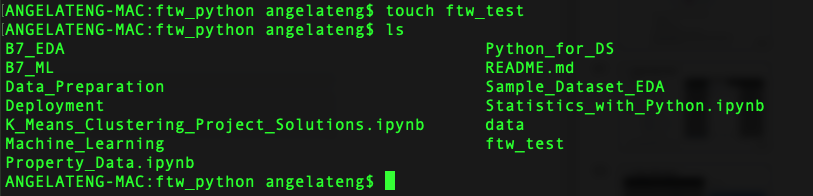 [ANGELATENG-MAC:ftw_python angelateng$ touch ftw_test
[ANGELATENG-MAC:ftw_python angelateng$ ls
B7_EDA Python_for_DS
B7_ML README.md
Data_Preparation Sample_Dataset_EDA
Deployment Statistics_with_Python.ipynb
K_Means_Clustering_Project_Solutions.ipynb data
Machine_Learning ftw_test
Property_Data.ipynb
ANGELATENG-MAC:ftw_python angelateng$